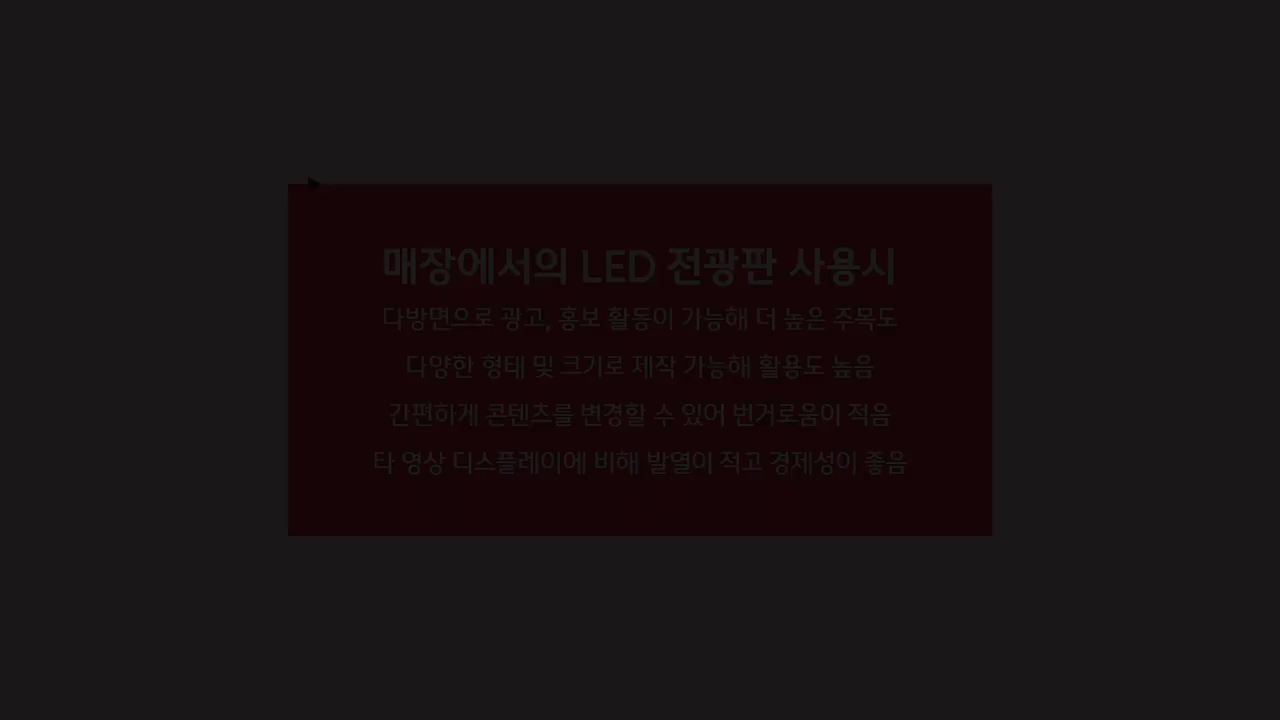 매장에서의 LED 전광판 사용시
다방면으로 광고, 홍보 활동이 가능해 더 높은 주목도
다양한 형태 및 크기로 제작 가능해 활용도 높음
간편하게 콘텐츠를 변경할 수 있어 번거로움이 적음
타 영상 디스플레이에 비해 발열이 적고 경제성이 좋음